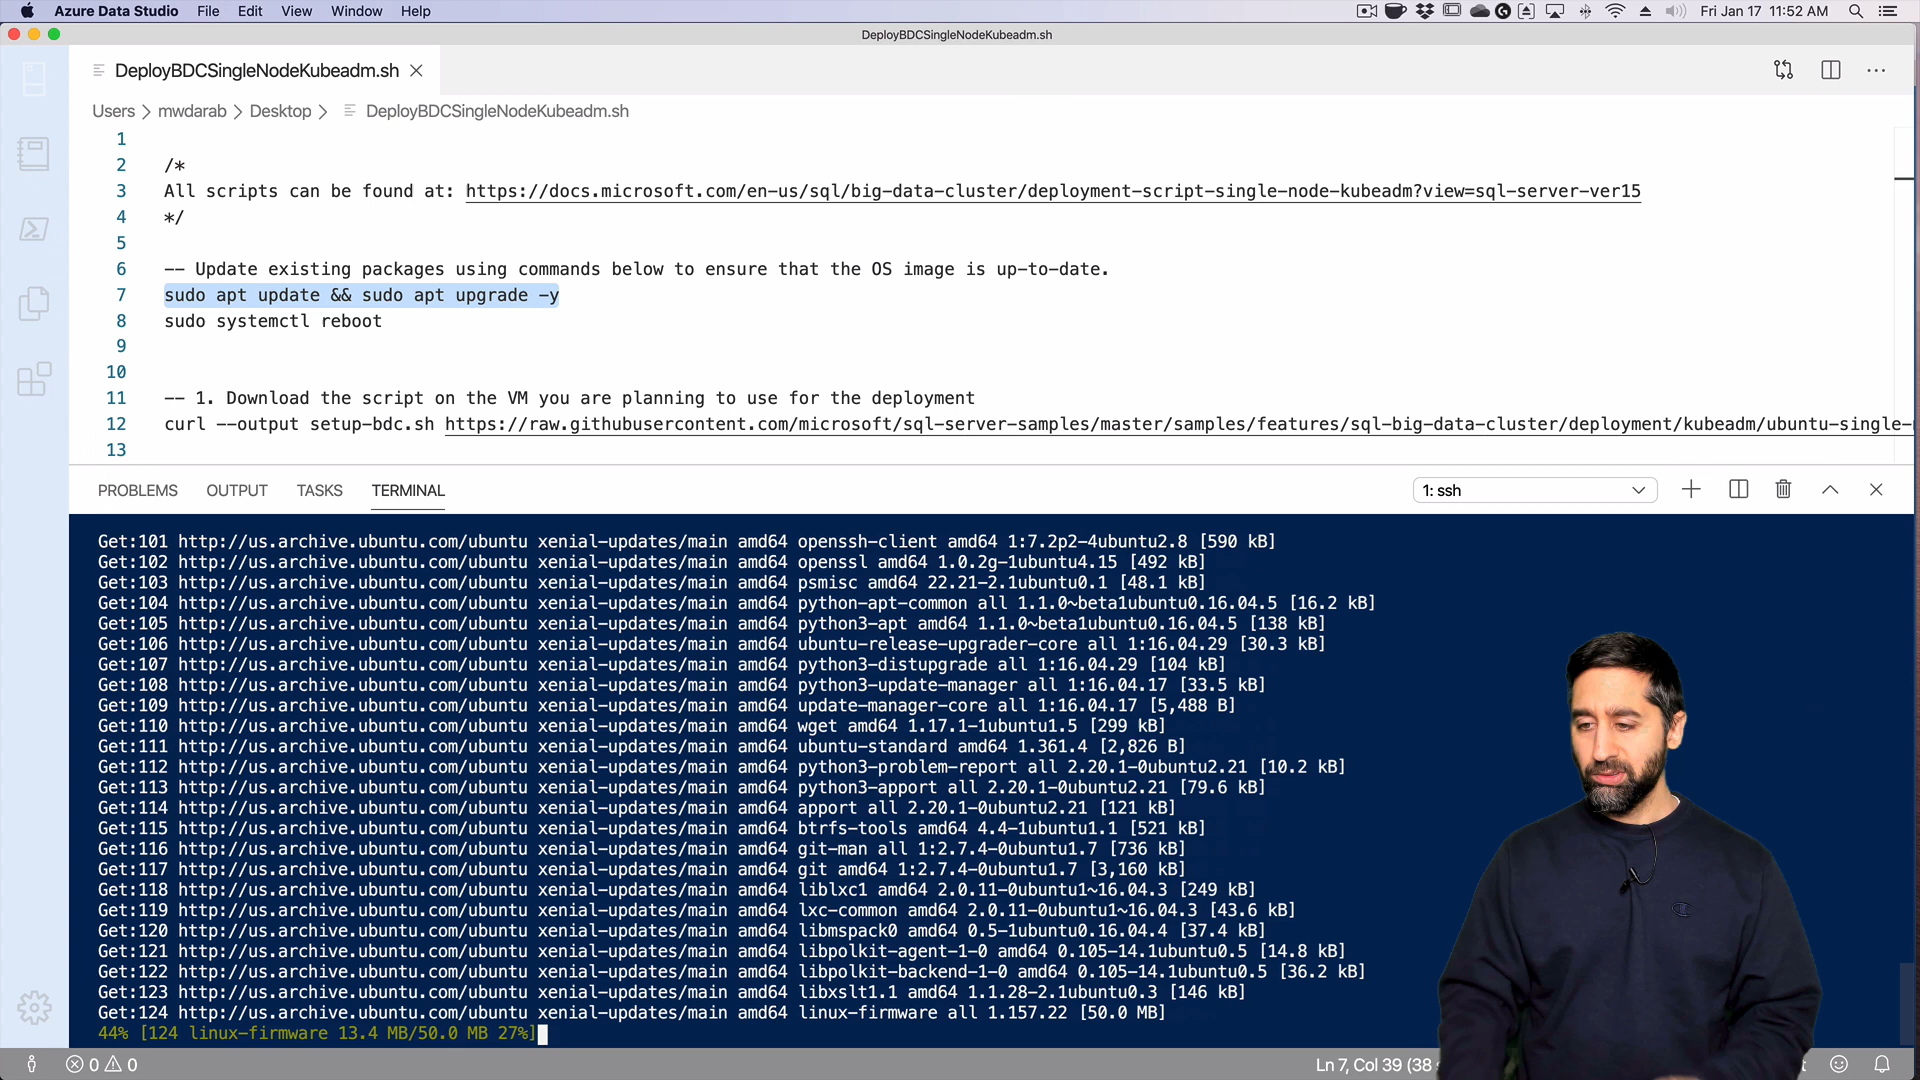 Azure Data Studio File Edit View Window Help Fri Jan 17 11:52 AM
DeployBDCSingleNodeKubeadm.sh
DeployBDCSingleNodeKubeadm.sh
Users mwdarab Desktop DeployBDCSingleNodeKubeadm.sh
1
2 /*
3 All scripts can be found at: https://docs.microsoft.com/en-us/sql/big-data-cluster/deployment-script-single-node-kubeadm?view=sql-server-ver15
4 */
5
6 -- Update existing packages using commands below to ensure that the OS image is up-to-date.
7 sudo apt update && sudo apt upgrade -y
8 sudo systemctl reboot
9
10
11 -- 1. Download the script on the VM you are planning to use for the deployment
12 curl --output setup-bdc.sh https://raw.githubusercontent.com/microsoft/sql-server-samples/master/samples/features/sql-big-data-cluster/deployment/kubeadm/ubuntu-single-
13
PROBLEMS OUTPUT TASKS TERMINAL 1: ssh
Get:101 http://us.archive.ubuntu.com/ubuntu xenial-updates/main amd64 openssh-client amd64 1:7.2p2-4ubuntu2.8 [590 kB]
Get:102 http://us.archive.ubuntu.com/ubuntu xenial-updates/main amd64 openssl amd64 1.0.2g-1ubuntu4.15 [492 kB]
Get:103 http://us.archive.ubuntu.com/ubuntu xenial-updates/main amd64 psmisc amd64 22.21-2.1ubuntu0.1 [48.1 kB]
Get:104 http://us.archive.ubuntu.com/ubuntu xenial-updates/main amd64 python-apt-common all 1.1.0~beta1ubuntu0.16.04.5 [16.2 kB]
Get:105 http://us.archive.ubuntu.com/ubuntu xenial-updates/main amd64 python3-apt amd64 1.1.0~beta1ubuntu0.16.04.5 [138 kB]
Get:106 http://us.archive.ubuntu.com/ubuntu xenial-updates/main amd64 ubuntu-release-upgrader-core all 1:16.04.29 [30.3 kB]
Get:107 http://us.archive.ubuntu.com/ubuntu xenial-updates/main amd64 python3-distupgrade all 1:16.04.29 [104 kB]
Get:108 http://us.archive.ubuntu.com/ubuntu xenial-updates/main amd64 python3-update-manager all 1:16.04.17 [33.5 kB]
Get:109 http://us.archive.ubuntu.com/ubuntu xenial-updates/main amd64 update-manager-core all 1:16.04.17 [5,488 B]
Get:110 http://us.archive.ubuntu.com/ubuntu xenial-updates/main amd64 wget amd64 1.17.1-1ubuntu1.5 [299 kB]
Get:111 http://us.archive.ubuntu.com/ubuntu xenial-updates/main amd64 ubuntu-standard amd64 1.361.4 [2,826 B]
Get:112 http://us.archive.ubuntu.com/ubuntu xenial-updates/main amd64 python3-problem-report all 2.20.1-0ubuntu2.21 [10.2 kB]
Get:113 http://us.archive.ubuntu.com/ubuntu xenial-updates/main amd64 python3-apport all 2.20.1-0ubuntu2.21 [79.6 kB]
Get:114 http://us.archive.ubuntu.com/ubuntu xenial-updates/main amd64 apport all 2.20.1-0ubuntu2.21 [121 kB]
Get:115 http://us.archive.ubuntu.com/ubuntu xenial-updates/main amd64 btrfs-tools amd64 4.4-1ubuntu1.1 [521 kB]
Get:116 http://us.archive.ubuntu.com/ubuntu xenial-updates/main amd64 git-man all 1:2.7.4-0ubuntu1.7 [736 kB]
Get:117 http://us.archive.ubuntu.com/ubuntu xenial-updates/main amd64 git amd64 1:2.7.4-0ubuntu1.7 [3,160 kB]
Get:118 http://us.archive.ubuntu.com/ubuntu xenial-updates/main amd64 liblxc1 amd64 2.0.11-0ubuntu1~16.04.3 [249 kB]
Get:119 http://us.archive.ubuntu.com/ubuntu xenial-updates/main amd64 lxc-common amd64 2.0.11-0ubuntu1~16.04.3 [43.6 kB]
Get:120 http://us.archive.ubuntu.com/ubuntu xenial-updates/main amd64 libmspack0 amd64 0.5-1ubuntu0.16.04.4 [37.4 kB]
Get:121 http://us.archive.ubuntu.com/ubuntu xenial-updates/main amd64 libpolkit-agent-1-0 amd64 0.105-14.1ubuntu0.5 [14.8 kB]
Get:122 http://us.archive.ubuntu.com/ubuntu xenial-updates/main amd64 libpolkit-backend-1-0 amd64 0.105-14.1ubuntu0.5 [36.2 kB]
Get:123 http://us.archive.ubuntu.com/ubuntu xenial-updates/main amd64 libxslt1.1 amd64 1.1.28-2.1ubuntu0.3 [146 kB]
Get:124 http://us.archive.ubuntu.com/ubuntu xenial-updates/main amd64 linux-firmware all 1.157.22 [50.0 MB]
44% [124 linux-firmware 13.4 MB/50.0 MB 27%]
0 0 Ln 7, Col 39 (38